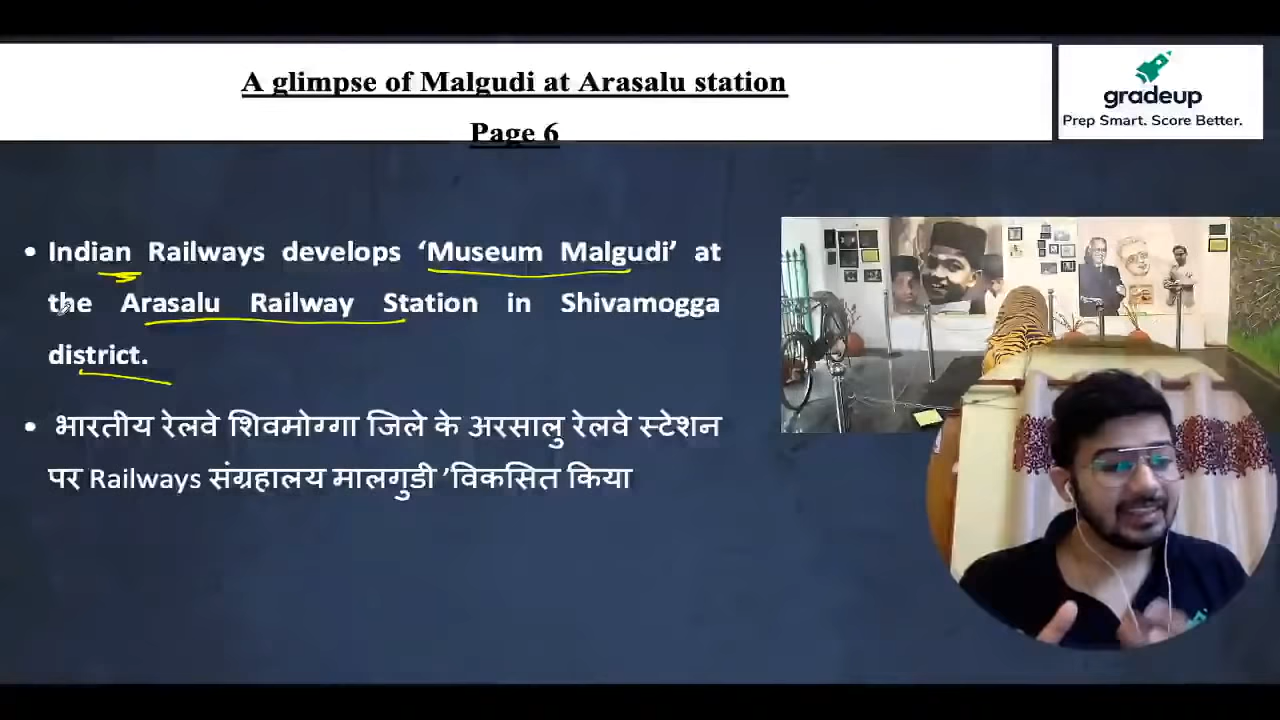 A glimpse of Malgudi at Arasalu station
Page 6
gradeup
Prep Smart. Score Better.
• Indian Railways develops ‘Museum Malgudi’ at
the Arasalu Railway Station in Shivamogga
district.
• भारतीय रेलवे शिवमोग्गा जिले के अरसालु रेलवे स्टेशन
पर Railways संग्रहालय मालगुडी ’विकसित किया